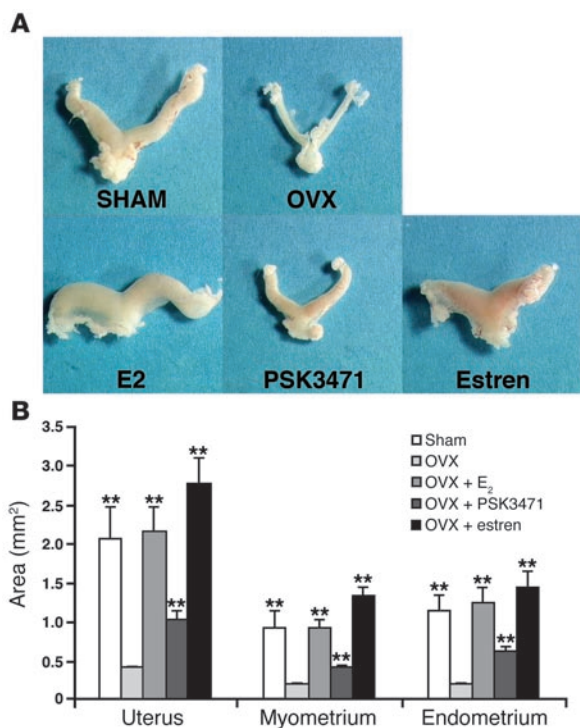 A
SHAM
OVX
E2
PSK3471
Estren
B
Area (mm²)
3.5
3.0
2.5
2.0
1.5
1.0
0.5
0
** ** ** **
** ** ** **
** ** ** **
Sham
OVX
OVX + E₂
OVX + PSK3471
OVX + estren
Uterus
Myometrium
Endometrium